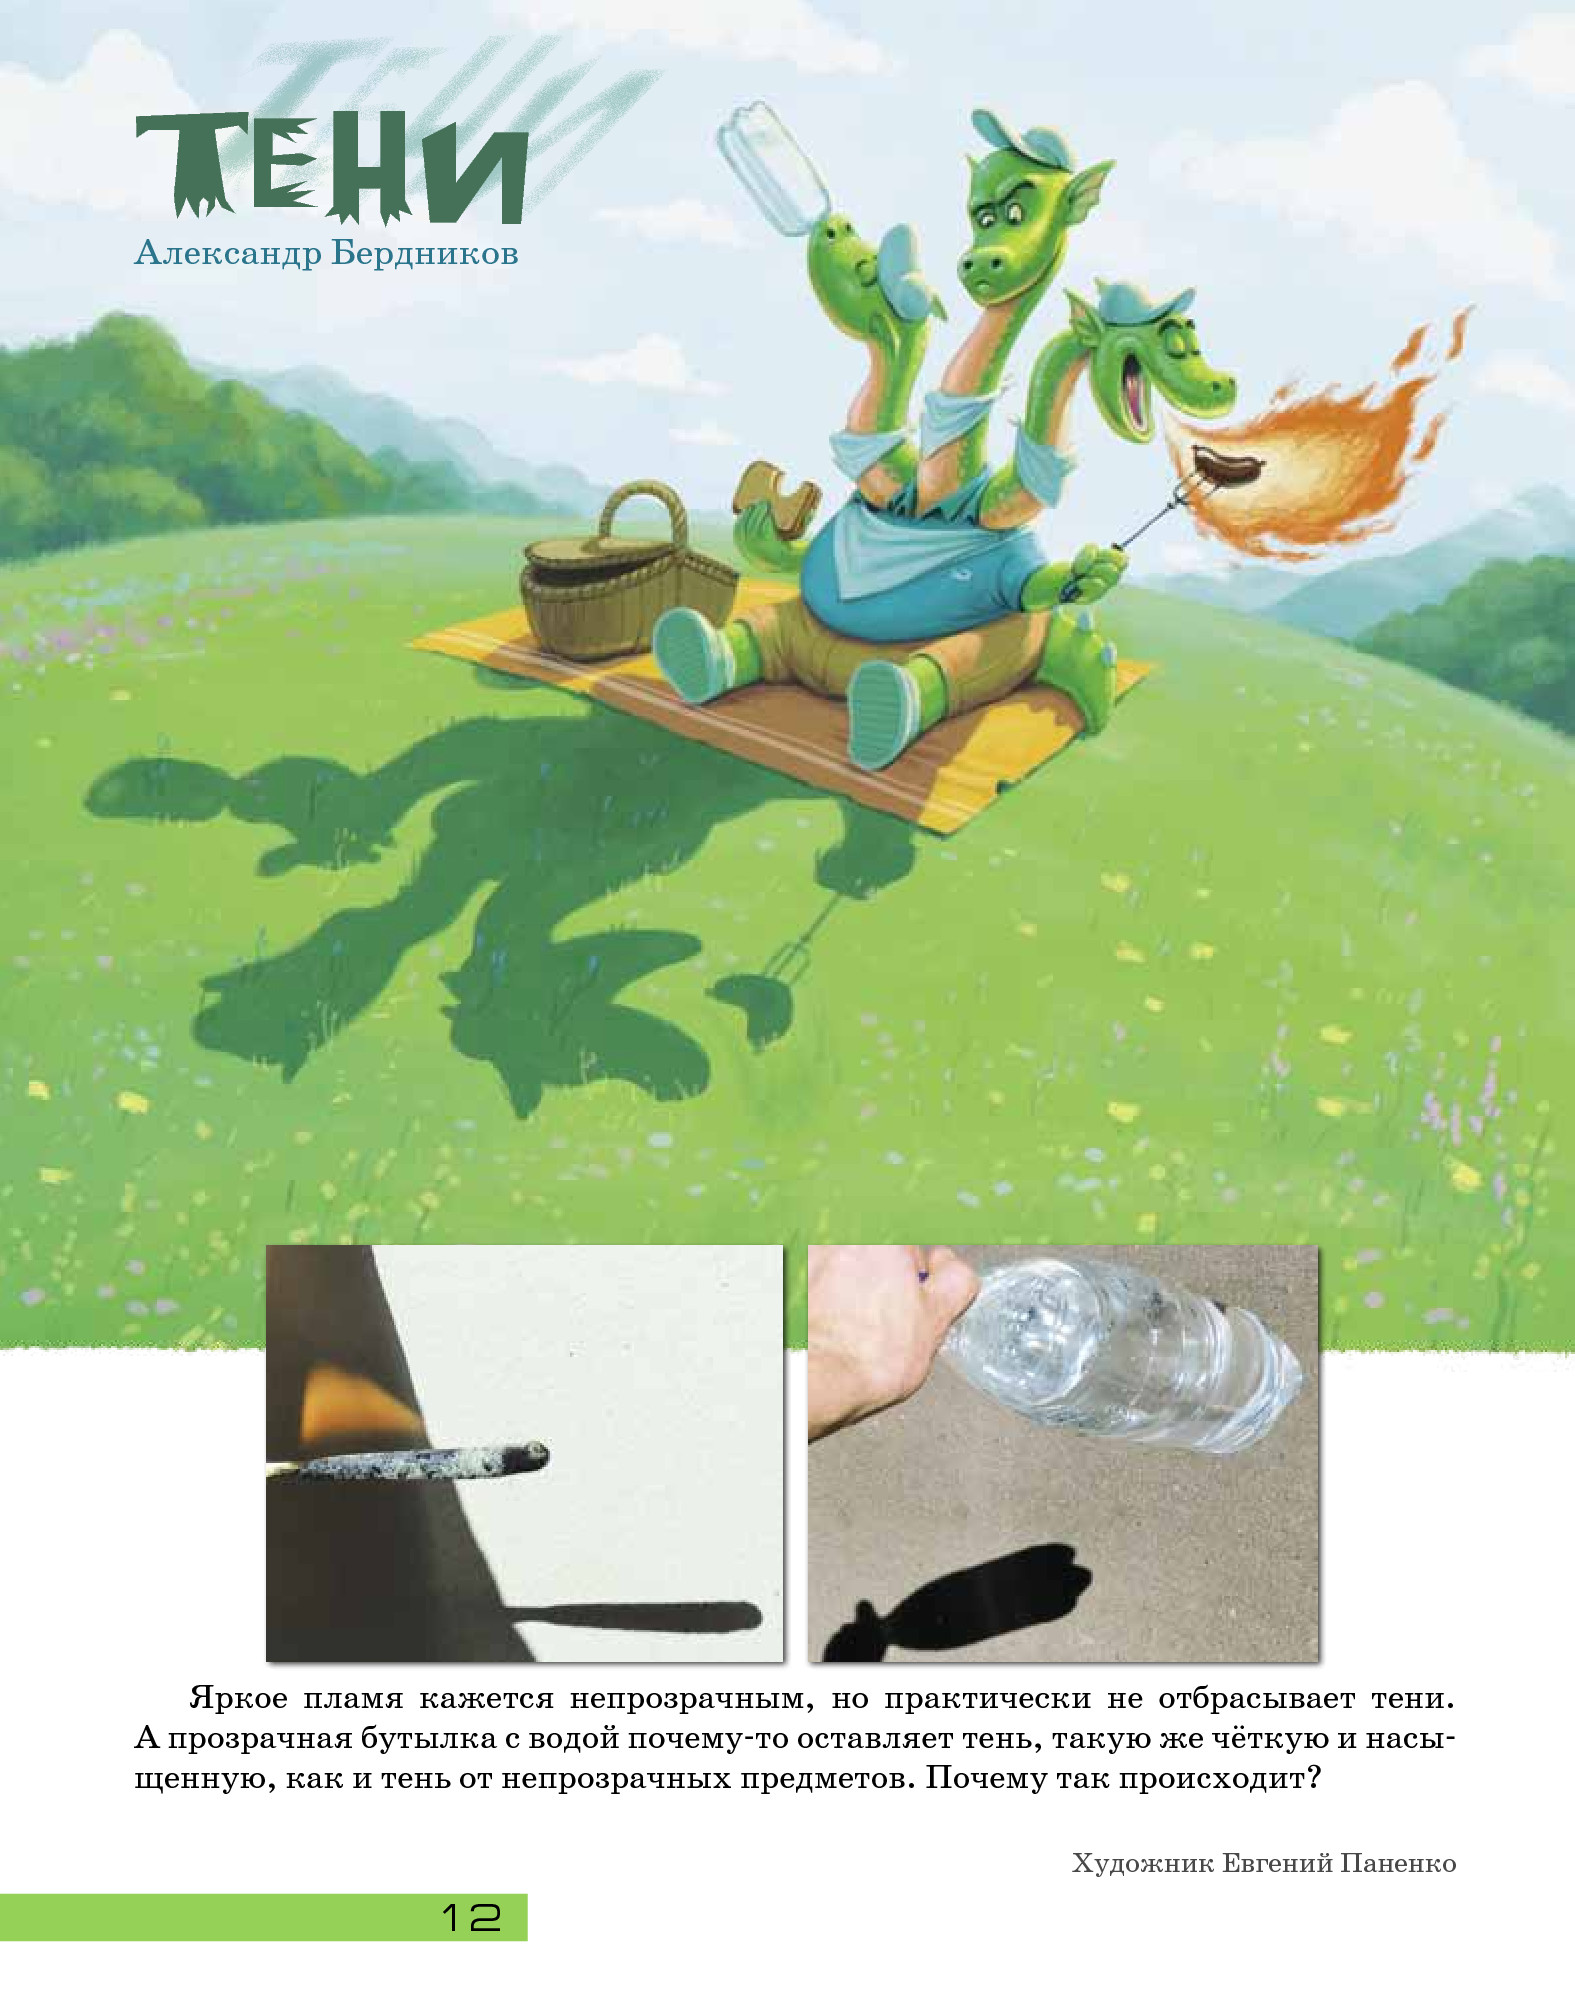 ТЕНИ
Александр Бердников
Яркое пламя кажется непрозрачным, но практически не отбрасывает тени.
А прозрачная бутылка с водой почему-то оставляет тень, такую же чёткую и насы-
щенную, как и тень от непрозрачных предметов. Почему так происходит?
Художник Евгений Паненко
12